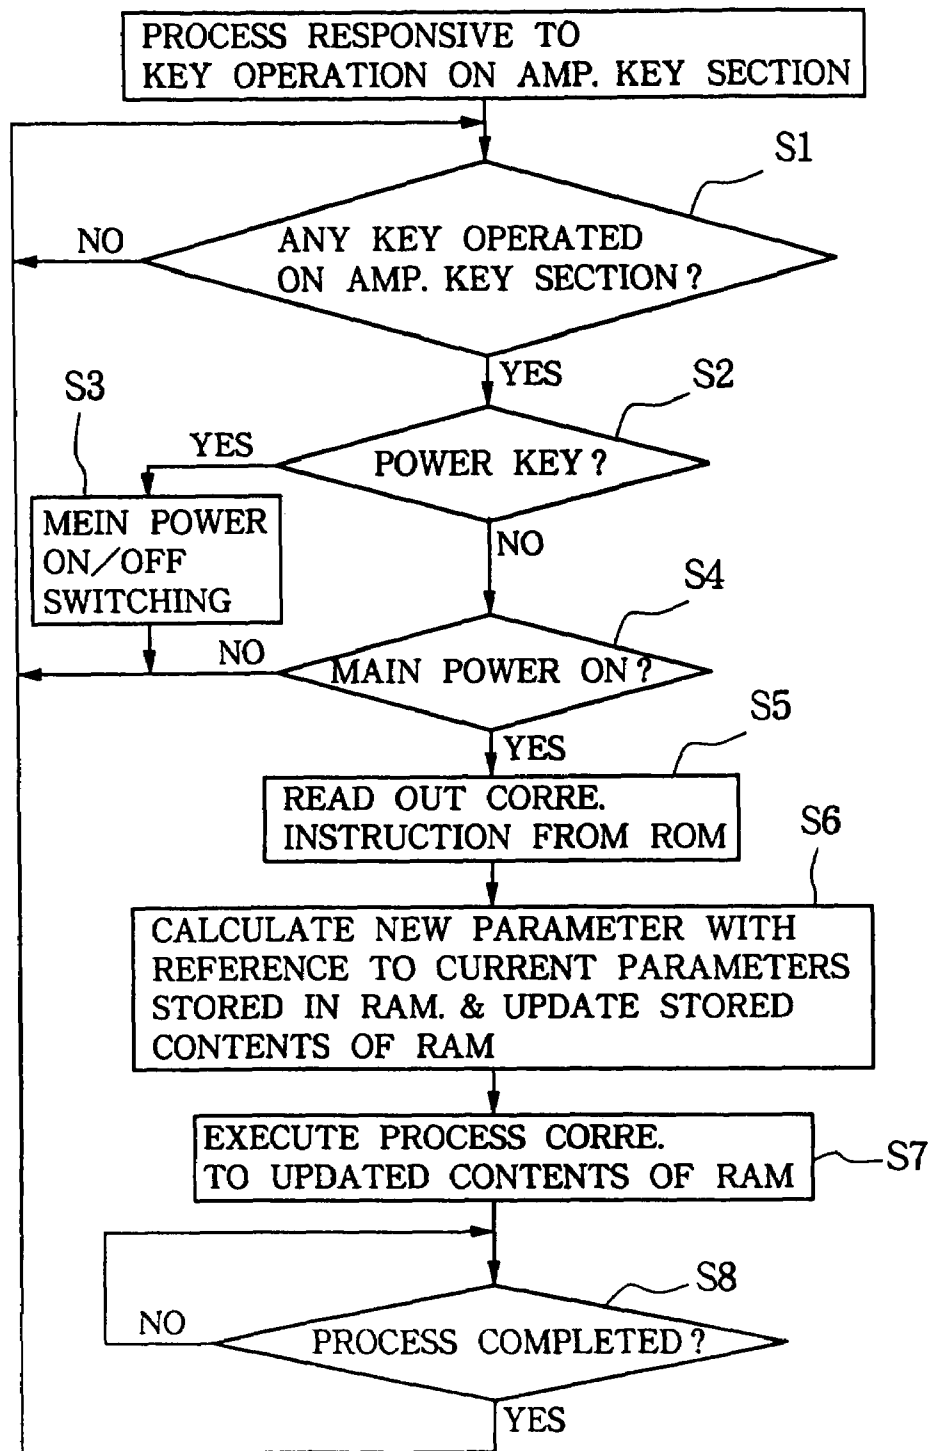 PROCESS RESPONSIVE TO
KEY OPERATION ON AMP. KEY SECTION
S1
NO
ANY KEY OPERATED
ON AMP. KEY SECTION?
YES
S2
S3
YES
POWER KEY?
MEIN POWER
ON/OFF
SWITCHING
NO
S4
NO
MAIN POWER ON?
S5
YES
READ OUT CORRE.
INSTRUCTION FROM ROM
S6
CALCULATE NEW PARAMETER WITH
REFERENCE TO CURRENT PARAMETERS
STORED IN RAM. & UPDATE STORED
CONTENTS OF RAM
EXECUTE PROCESS CORRE.
TO UPDATED CONTENTS OF RAM
S7
S8
NO
PROCESS COMPLETED?
YES